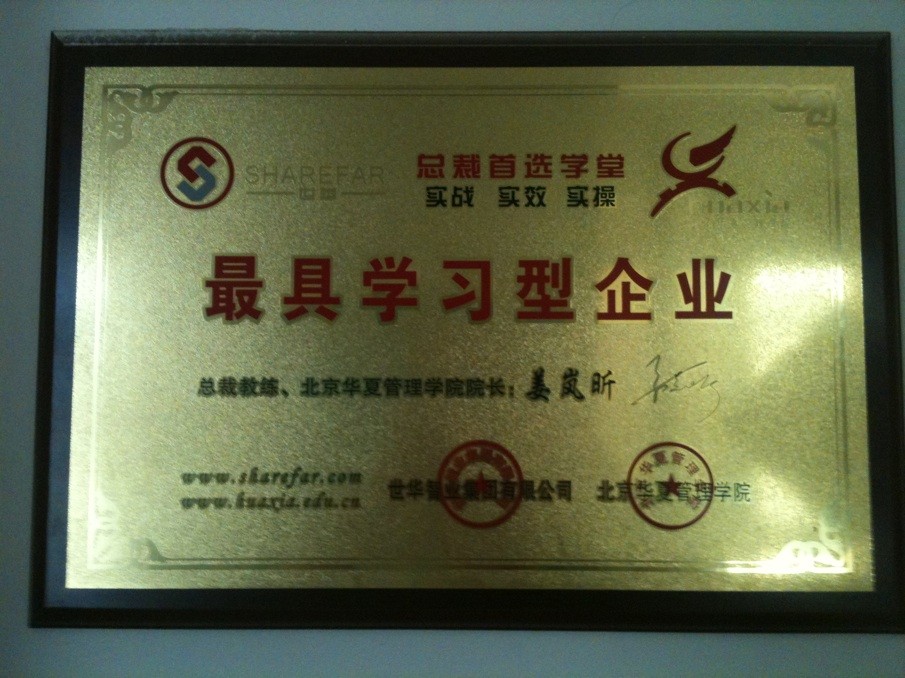 SHAREFAR
总裁首选学堂
实战 实效 实操
huaxia
最具学习型企业
总裁教练、北京华夏管理学院院长：姜岚昕
www.sharefar.com
www.huaxia.edu.cn
世华智业集团有限公司 北京华夏管理学院